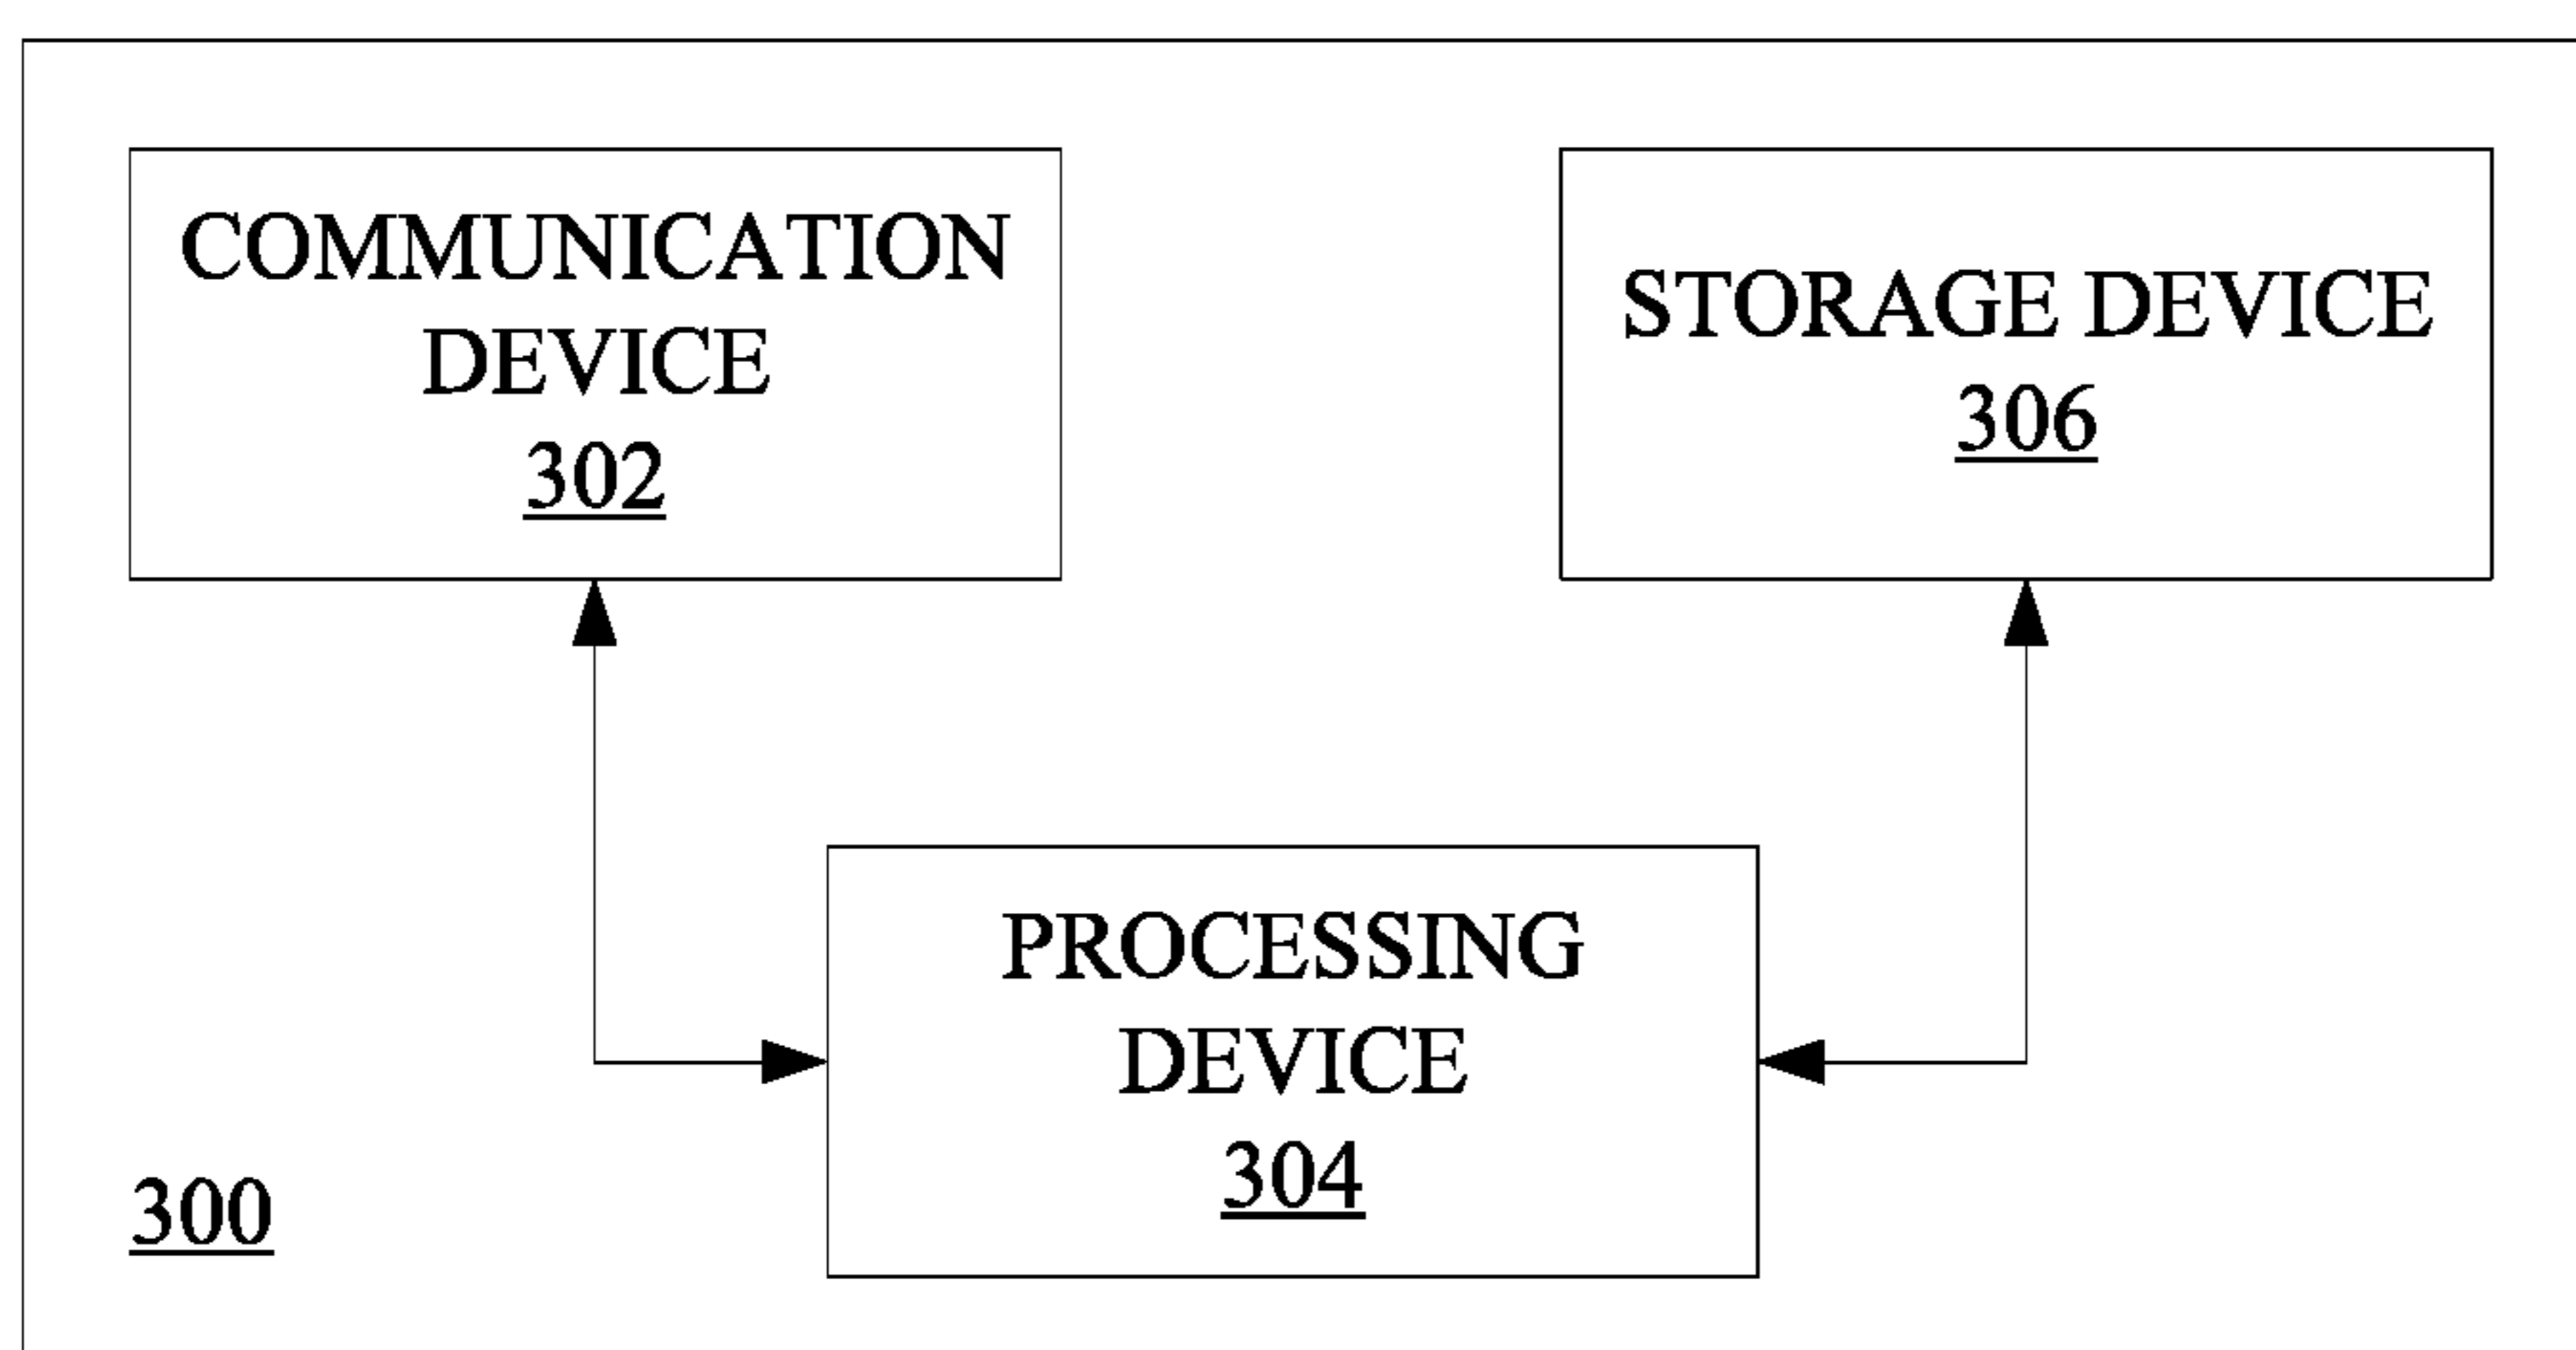 COMMUNICATION
DEVICE
302
STORAGE DEVICE
306
PROCESSING
DEVICE
304
300